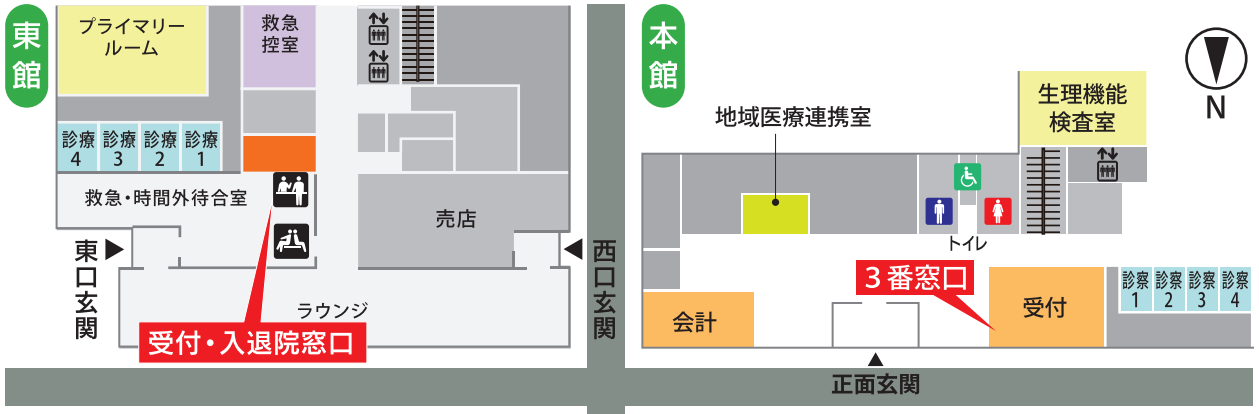 東館
プライマリー
ルーム
救急
控室
診療
4
診療
3
診療
2
診療
1
救急・時間外待合室
売店
東口玄関
ラウンジ
受付・入退院窓口
西口玄関
本館
N
生理機能
検査室
地域医療連携室
トイレ
3番窓口
会計
受付
診察
1
診察
2
診察
3
診察
4
正面玄関